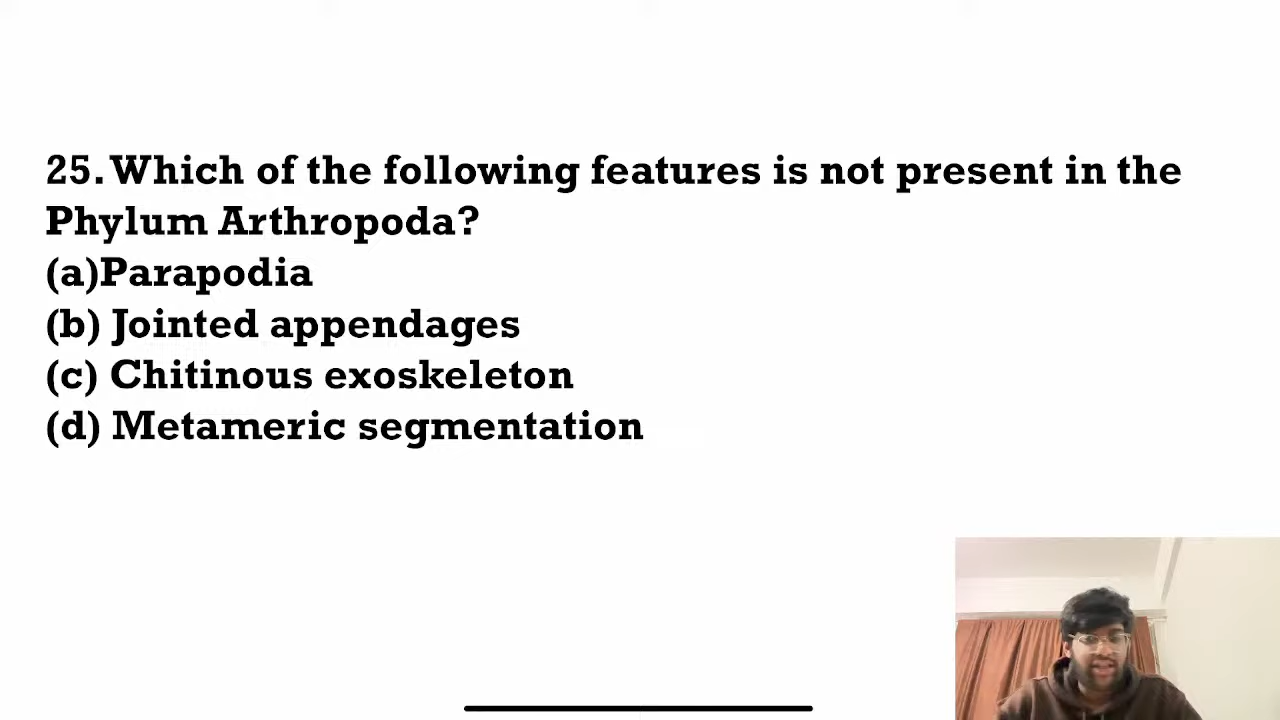 25. Which of the following features is not present in the
Phylum Arthropoda?
(a)Parapodia
(b) Jointed appendages
(c) Chitinous exoskeleton
(d) Metameric segmentation